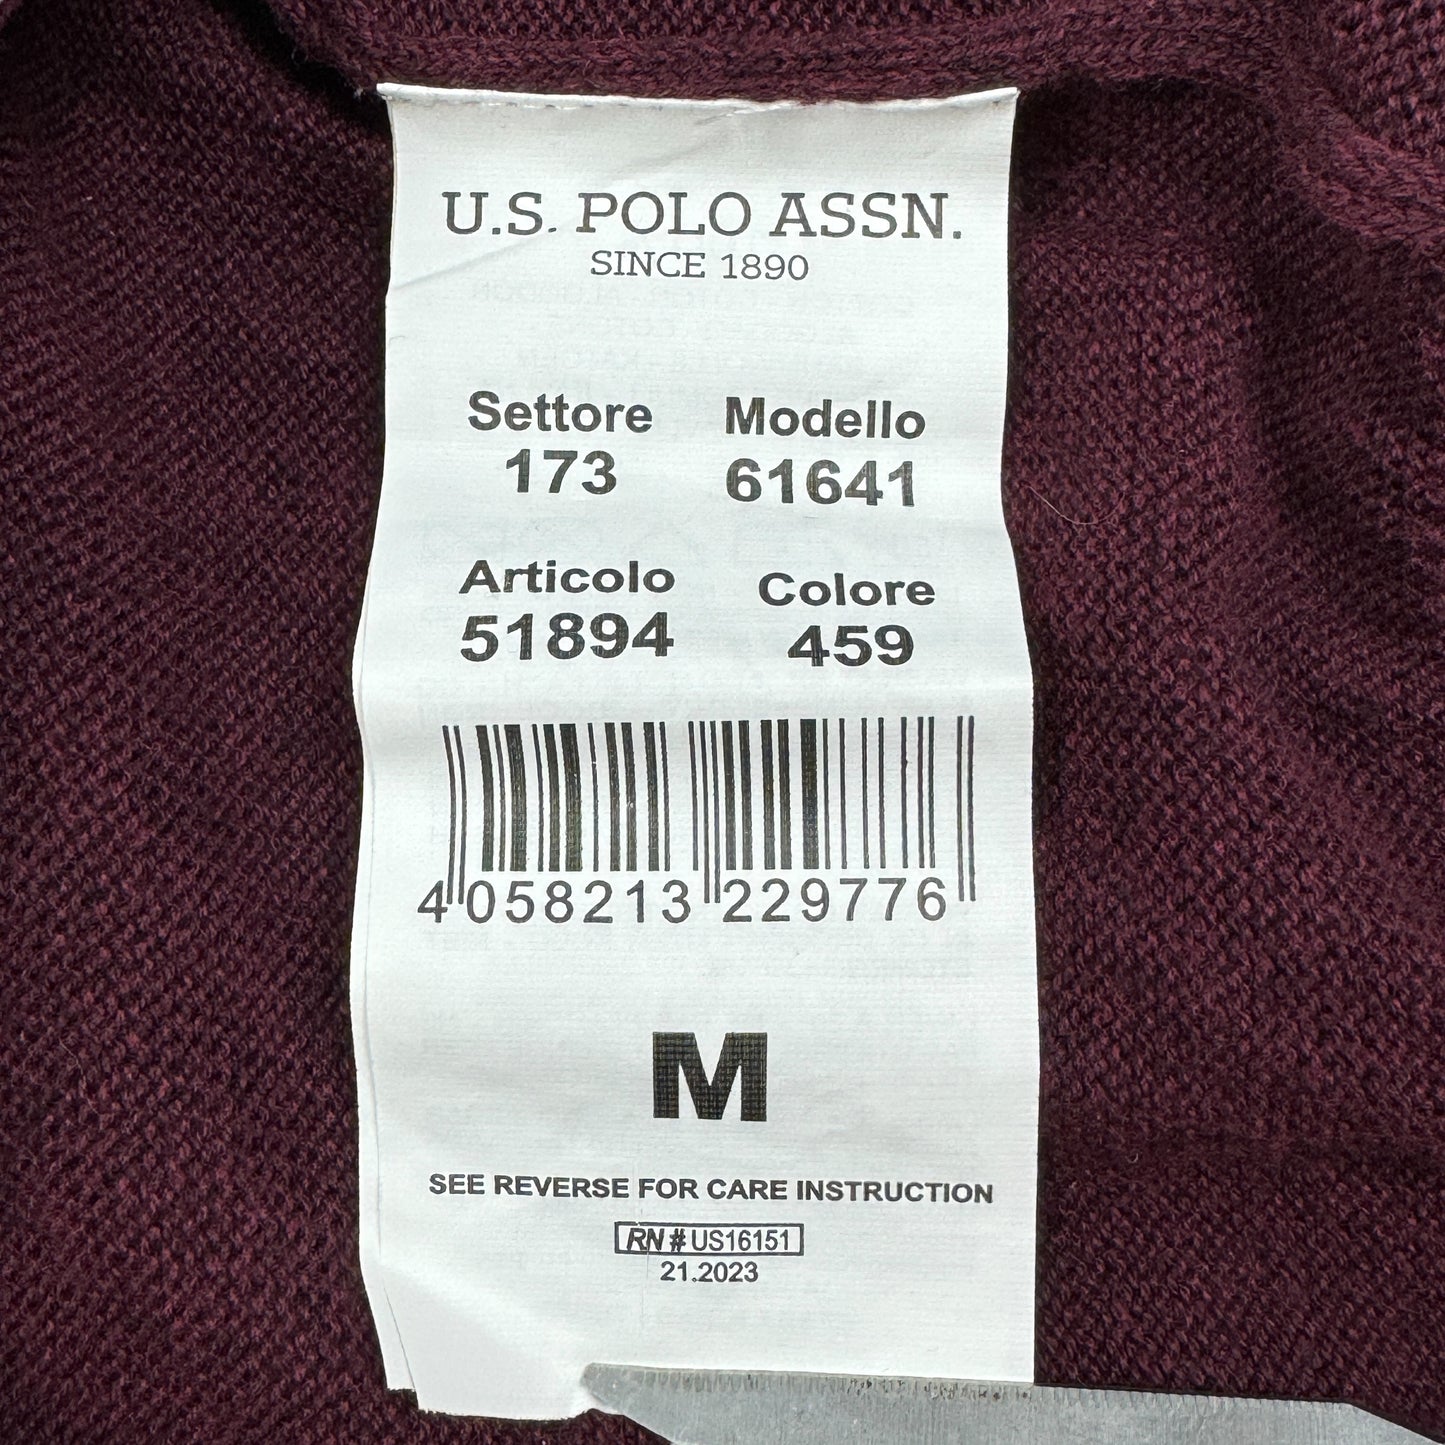 U.S. POLO ASSN.
SINCE 1890
Settore Modello
173 61641
Articolo Colore
51894 459
4 058213 229776
M
SEE REVERSE FOR CARE INSTRUCTION
RN# US16151
21.2023